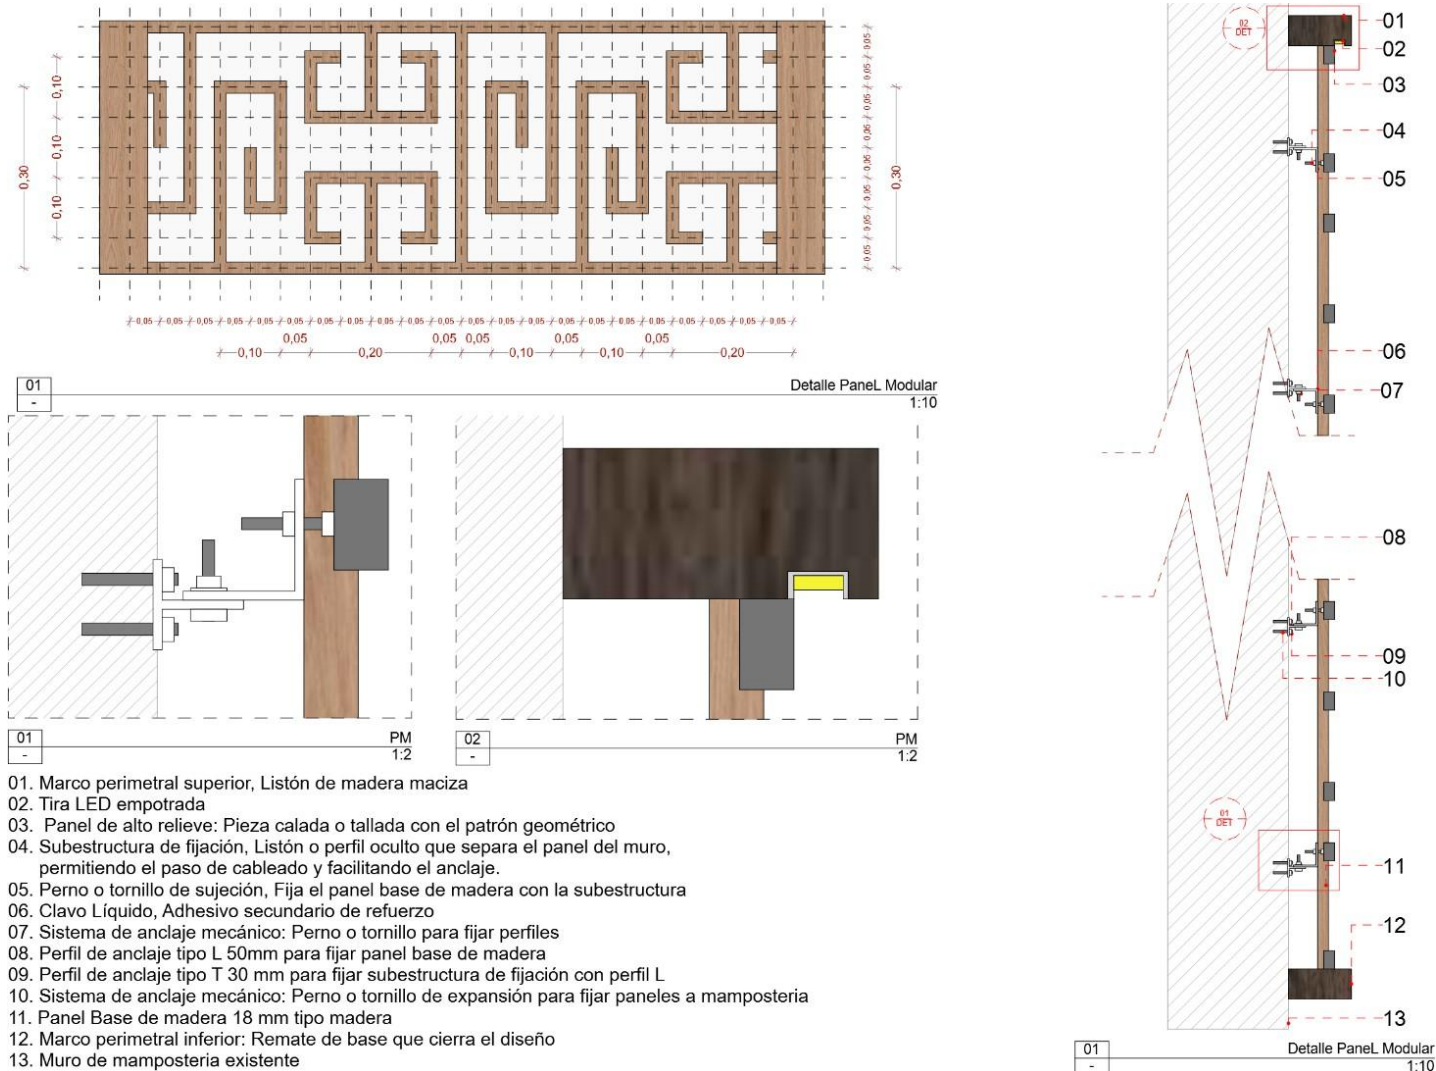 0,10
0,10
0,10
0,30
0,05 0,05 0,05 0,05 0,05 0,05 0,05 0,05
0,30
0,05 0,05 0,05 0,05 0,05 0,05 0,05 0,05 0,05 0,05 0,05 0,05 0,05 0,05 0,05 0,05 0,05 0,05 0,05 0,05 0,05 0,05
0,05 0,05 0,05 0,05 0,05
0,10 0,20 0,10 0,10 0,20
01
-
Detalle PaneL Modular
1:10
01
-
PM
1:2
02
-
PM
1:2
01. Marco perimetral superior, Listón de madera maciza
02. Tira LED empotrada
03. Panel de alto relieve: Pieza calada o tallada con el patrón geométrico
04. Subestructura de fijación, Listón o perfil oculto que separa el panel del muro,
permitiendo el paso de cableado y facilitando el anclaje.
05. Perno o tornillo de sujeción, Fija el panel base de madera con la subestructura
06. Clavo Líquido, Adhesivo secundario de refuerzo
07. Sistema de anclaje mecánico: Perno o tornillo para fijar perfiles
08. Perfil de anclaje tipo L 50mm para fijar panel base de madera
09. Perfil de anclaje tipo T 30 mm para fijar subestructura de fijación con perfil L
10. Sistema de anclaje mecánico: Perno o tornillo de expansión para fijar paneles a mamposteria
11. Panel Base de madera 18 mm tipo madera
12. Marco perimetral inferior: Remate de base que cierra el diseño
13. Muro de mamposteria existente
02
DET
01
02
03
04
05
06
07
08
09
10
01
DET
11
12
13
01
-
Detalle PaneL Modular
1:10